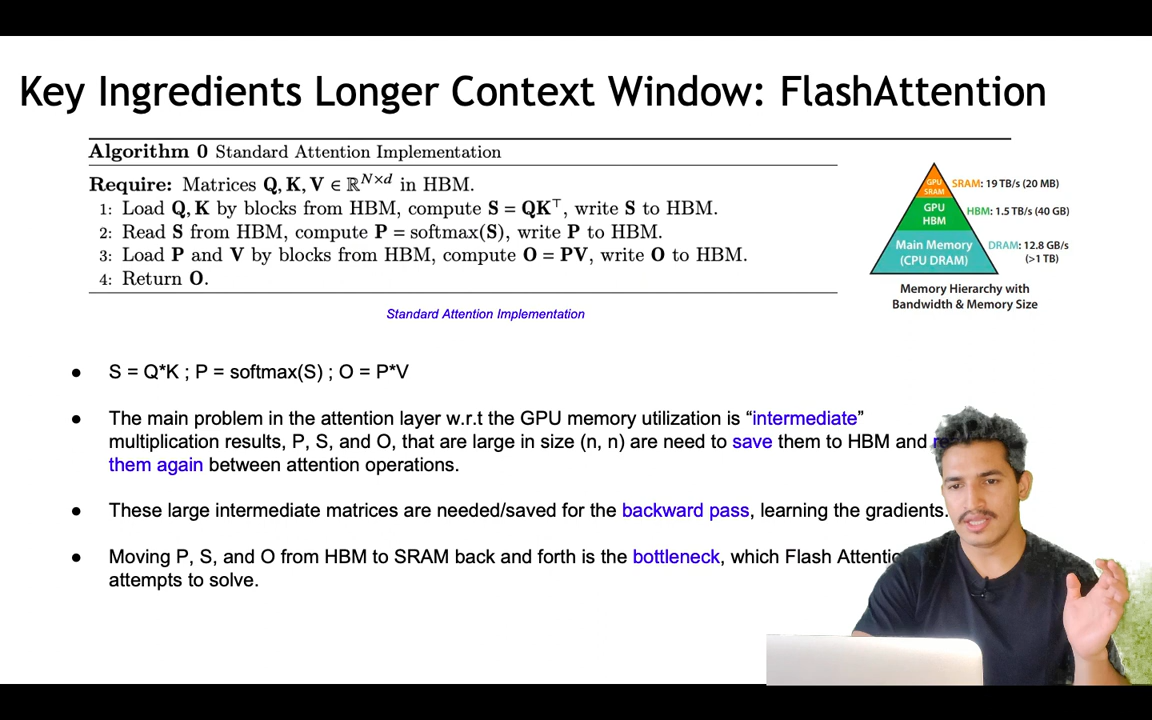 Key Ingredients Longer Context Window: FlashAttention
Algorithm 0 Standard Attention Implementation
Require: Matrices Q, K, V ∈ ℝᴺˣᵈ in HBM.
1: Load Q, K by blocks from HBM, compute S = QK⊤, write S to HBM.
2: Read S from HBM, compute P = softmax(S), write P to HBM.
3: Load P and V by blocks from HBM, compute O = PV, write O to HBM.
4: Return O.
Standard Attention Implementation
GPU
SRAM
SRAM: 19 TB/s (20 MB)
GPU
HBM
HBM: 1.5 TB/s (40 GB)
Main Memory
(CPU DRAM)
DRAM: 12.8 GB/s
(>1 TB)
Memory Hierarchy with
Bandwidth & Memory Size
● S = Q*K ; P = softmax(S) ; O = P*V
● The main problem in the attention layer w.r.t the GPU memory utilization is “intermediate”
multiplication results, P, S, and O, that are large in size (n, n) are need to save them to HBM and
them again between attention operations.
● These large intermediate matrices are needed/saved for the backward pass, learning the gradients.
● Moving P, S, and O from HBM to SRAM back and forth is the bottleneck, which Flash
attempts to solve.